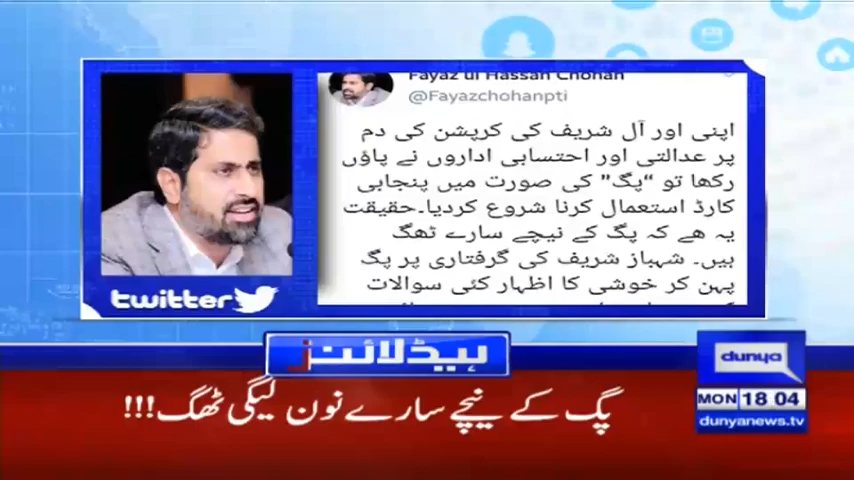 Fayaz ul Hassan Chohan
@Fayazchohanpti
اپنی اور آل شریف کی کرپشن کی دم
پر عدالتی اور احتسابی اداروں نے پاؤں
رکھا تو “پگ” کی صورت میں پنجابی
کارڈ استعمال کرنا شروع کردیا۔حقیقت
یہ ھے کہ پگ کے نیچے سارے ٹھگ
ہیں۔ شہباز شریف کی گرفتاری پر پگ
پہن کر خوشی کا اظہار کئی سوالات
twitter
ہیڈلائنز
dunya
MON 18 04
dunyanews.tv
پگ کے نیچے سارے نون لیگی ٹھگ!!!